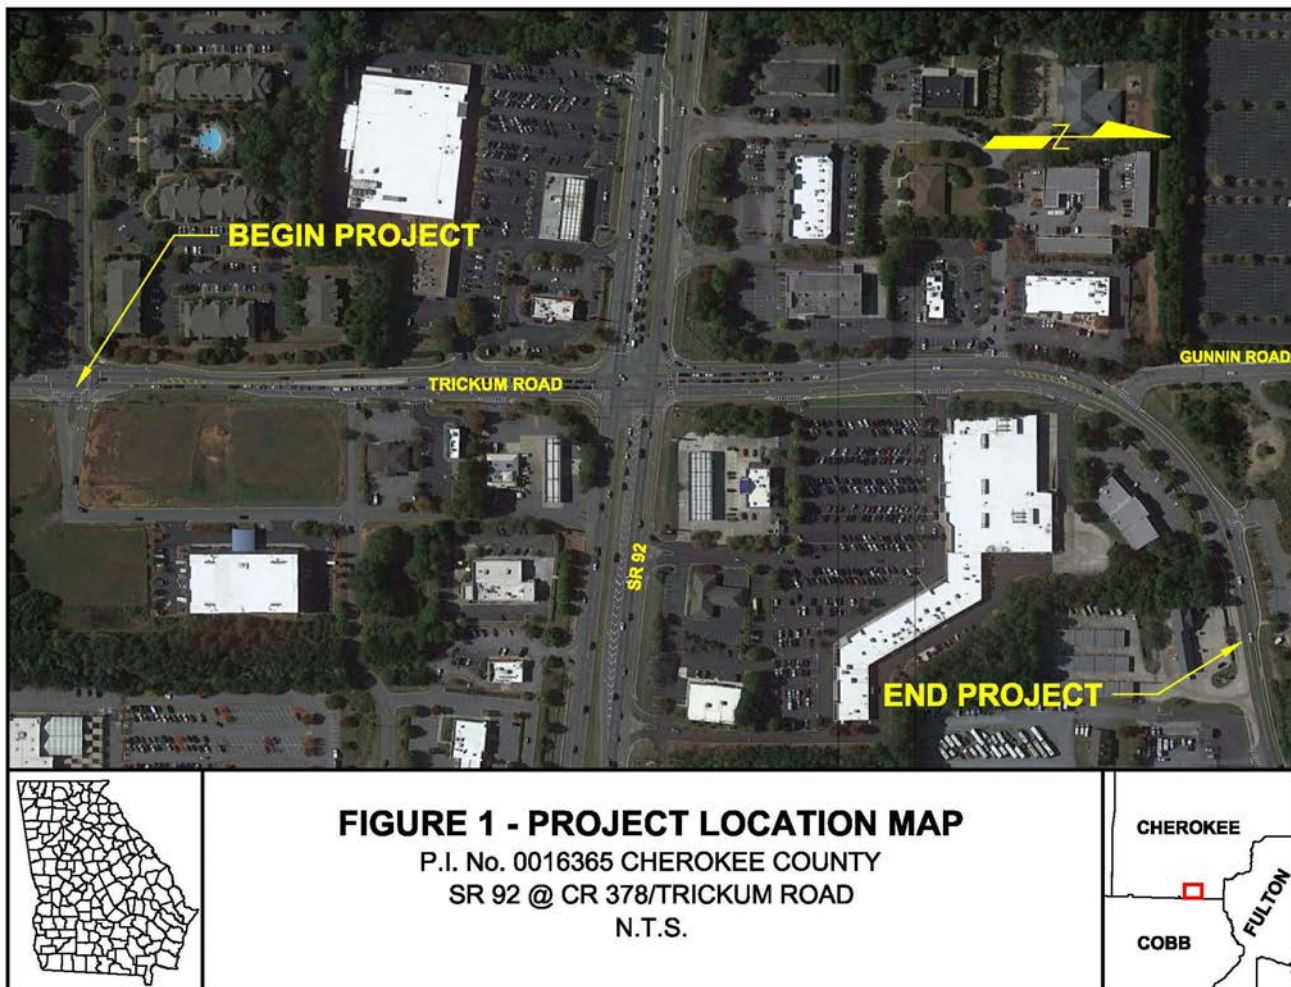 BEGIN PROJECT
TRICKUM ROAD
GUNNIN ROAD
SR 92
END PROJECT
FIGURE 1 - PROJECT LOCATION MAP
P.I. No. 0016365 CHEROKEE COUNTY
SR 92 @ CR 378/TRICKUM ROAD
N.T.S.
CHEROKEE
FULTON
COBB